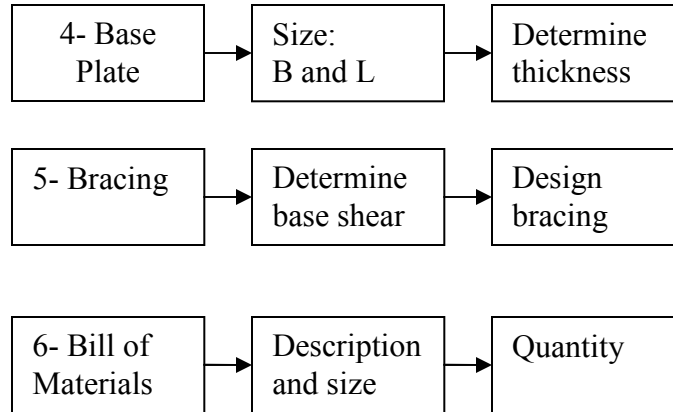 4- Base
Plate
Size:
B and L
Determine
thickness
5- Bracing
Determine
base shear
Design
bracing
6- Bill of
Materials
Description
and size
Quantity